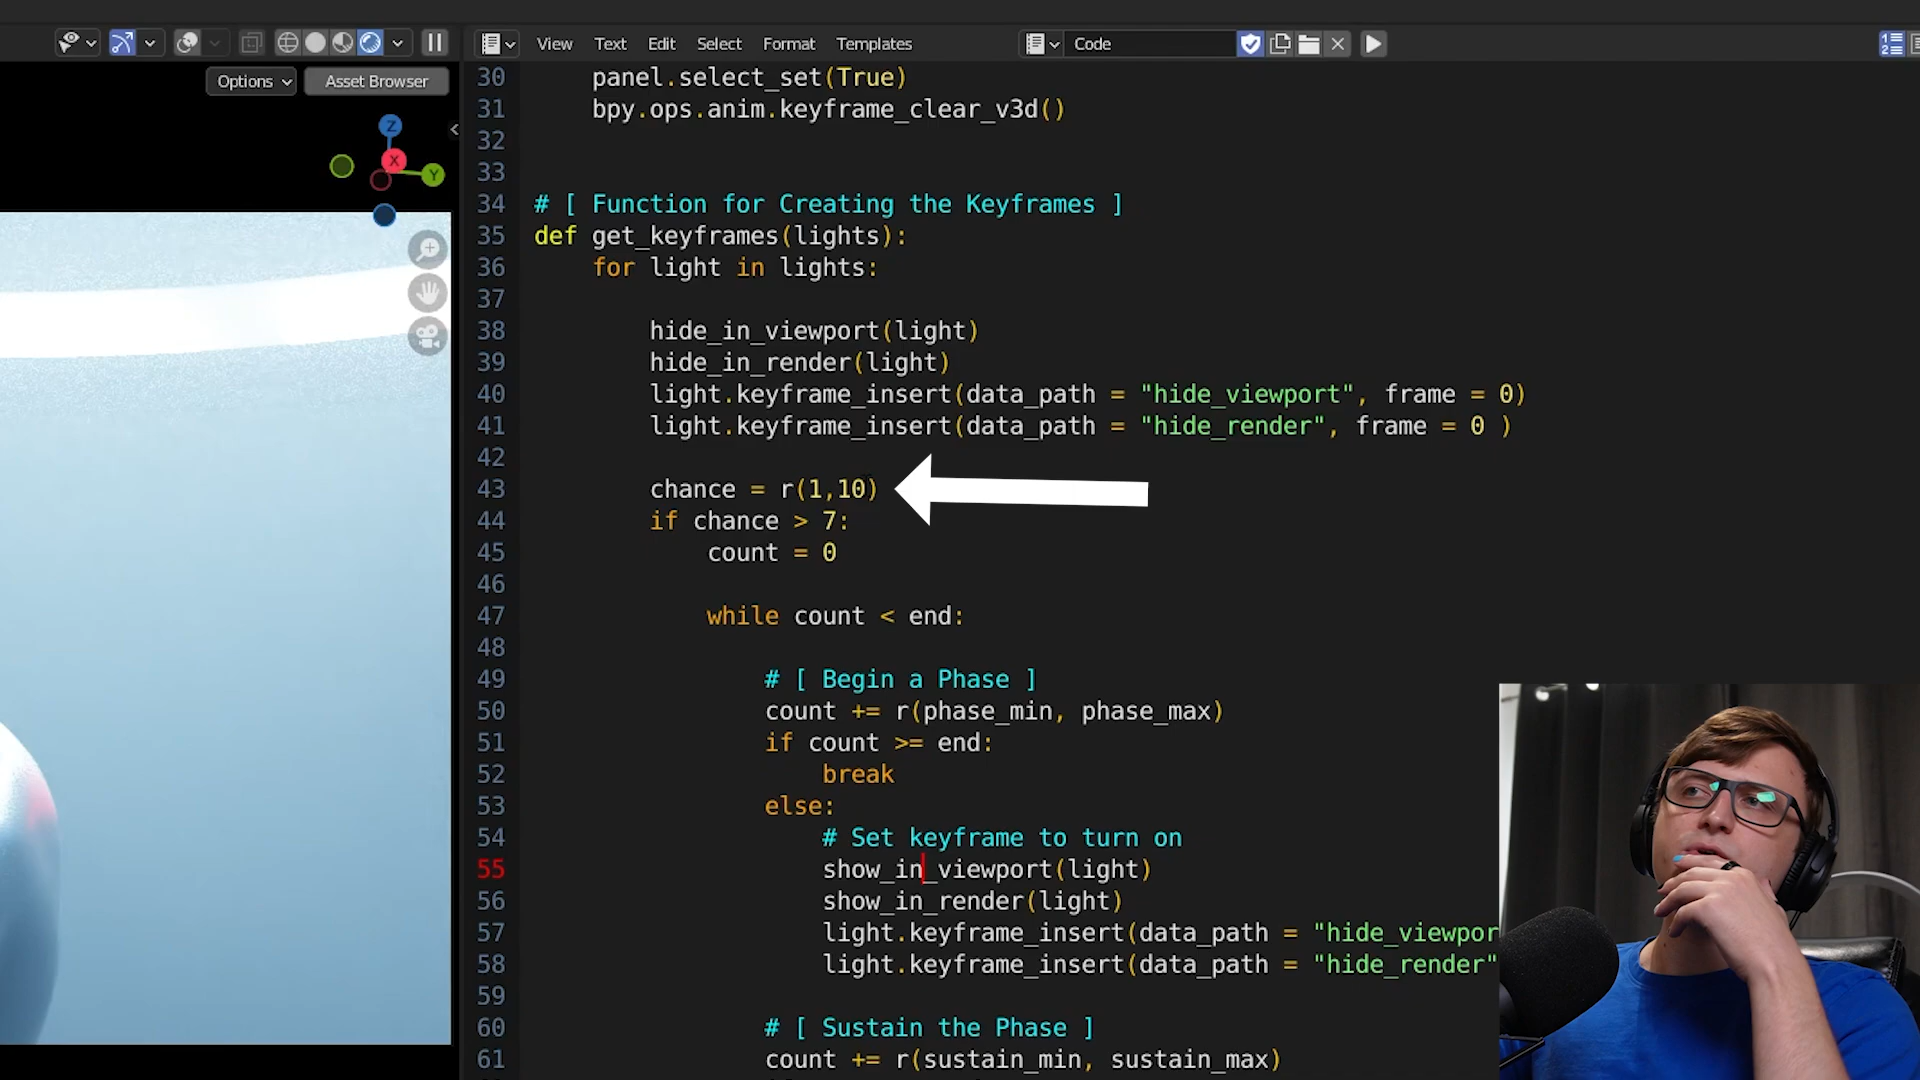 View Text Edit Select Format Templates Code
Options Asset Browser
Z
X
Y
30 panel.select_set(True)
31 bpy.ops.anim.keyframe_clear_v3d()
32
33
34 # [ Function for Creating the Keyframes ]
35 def get_keyframes(lights):
36 for light in lights:
37
38 hide_in_viewport(light)
39 hide_in_render(light)
40 light.keyframe_insert(data_path = "hide_viewport", frame = 0)
41 light.keyframe_insert(data_path = "hide_render", frame = 0 )
42
43 chance = r(1,10)
44 if chance > 7:
45 count = 0
46
47 while count < end:
48
49 # [ Begin a Phase ]
50 count += r(phase_min, phase_max)
51 if count >= end:
52 break
53 else:
54 # Set keyframe to turn on
55 show_in_viewport(light)
56 show_in_render(light)
57 light.keyframe_insert(data_path = "hide_viewpor
58 light.keyframe_insert(data_path = "hide_render"
59
60 # [ Sustain the Phase ]
61 count += r(sustain_min, sustain_max)